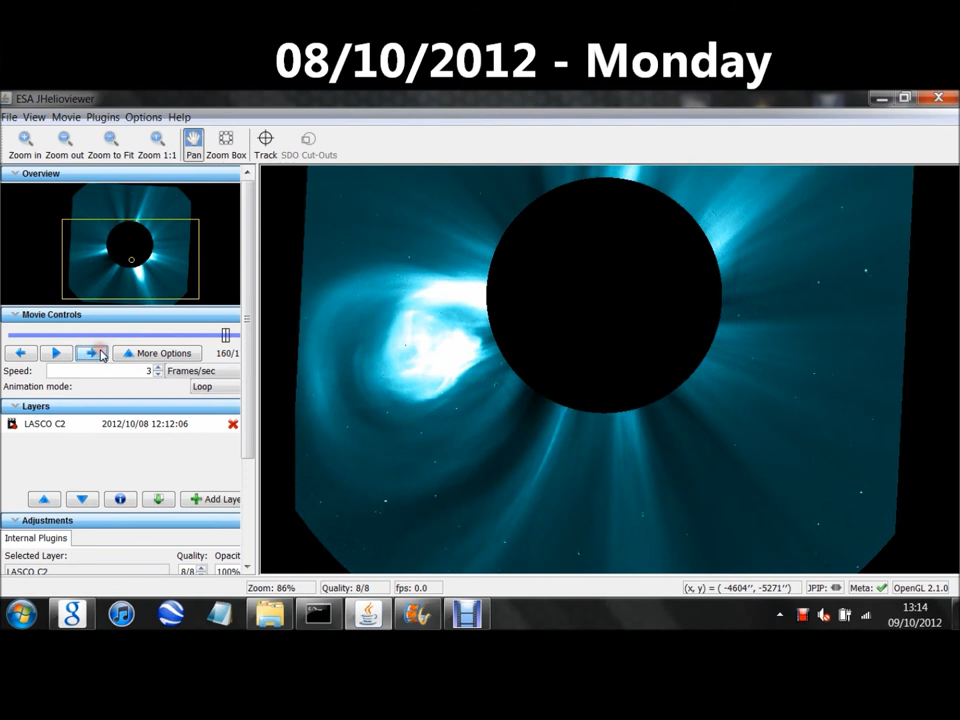 08/10/2012 - Monday
ESA JHelioviewer
File View Movie Plugins Options Help
Zoom in Zoom out Zoom to Fit Zoom 1:1 Pan Zoom Box Track SDO Cut-Outs
Overview
Movie Controls
More Options 160/1
Speed: 3 Frames/sec
Animation mode: Loop
Layers
LASCO C2 2012/10/08 12:12:06
Add Laye
Adjustments
Internal Plugins
Selected Layer: Quality: Opacit
LASCO C2 8/8 100%
Zoom: 86% Quality: 8/8 fps: 0.0 (x, y) = ( -4604'', -5271'') JPIP: Meta: OpenGL 2.1.0
13:14
09/10/2012